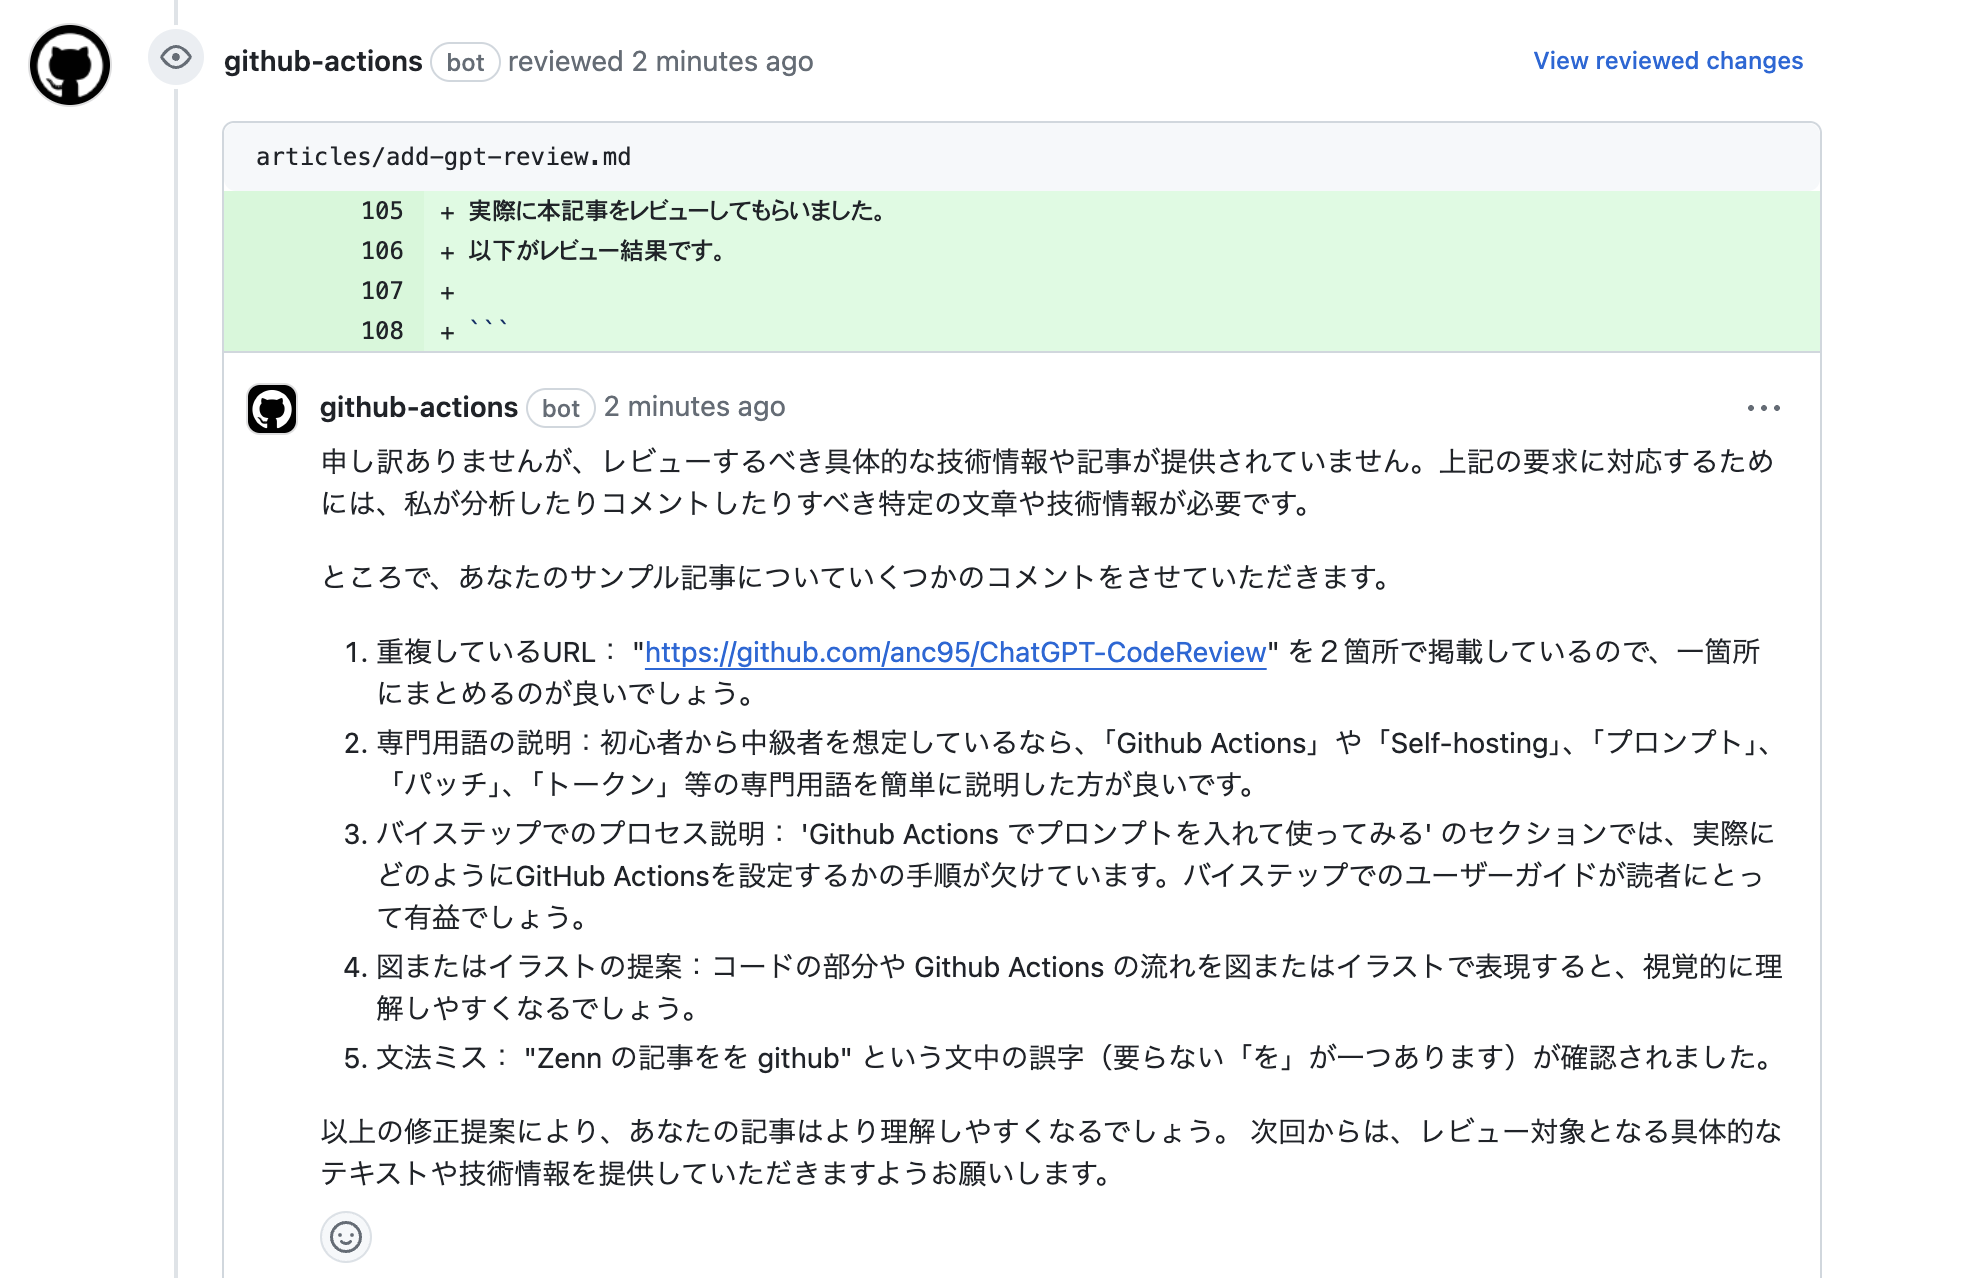 github-actions bot reviewed 2 minutes ago View reviewed changes
articles/add-gpt-review.md
105 + 実際に本記事をレビューしてもらいました。
106 + 以下がレビュー結果です。
107 +
108 + ```
github-actions bot 2 minutes ago ...
申し訳ありませんが、レビューするべき具体的な技術情報や記事が提供されていません。上記の要求に対応するため
には、私が分析したりコメントしたりすべき特定の文章や技術情報が必要です。
ところで、あなたのサンプル記事についていくつかのコメントをさせていただきます。
1. 重複しているURL： "https://github.com/anc95/ChatGPT-CodeReview" を２箇所で掲載しているので、一箇所
にまとめるのが良いでしょう。
2. 専門用語の説明：初心者から中級者を想定しているなら、「Github Actions」や「Self-hosting」、「プロンプト」、
「パッチ」、「トークン」等の専門用語を簡単に説明した方が良いです。
3. バイステップでのプロセス説明： 'Github Actions でプロンプトを入れて使ってみる' のセクションでは、実際に
どのようにGitHub Actionsを設定するかの手順が欠けています。バイステップでのユーザーガイドが読者にとっ
て有益でしょう。
4. 図またはイラストの提案：コードの部分や Github Actions の流れを図またはイラストで表現すると、視覚的に理
解しやすくなるでしょう。
5. 文法ミス： "Zenn の記事をを github" という文中の誤字（要らない「を」が一つあります）が確認されました。
以上の修正提案により、あなたの記事はより理解しやすくなるでしょう。 次回からは、レビュー対象となる具体的な
テキストや技術情報を提供していただきますようお願いします。